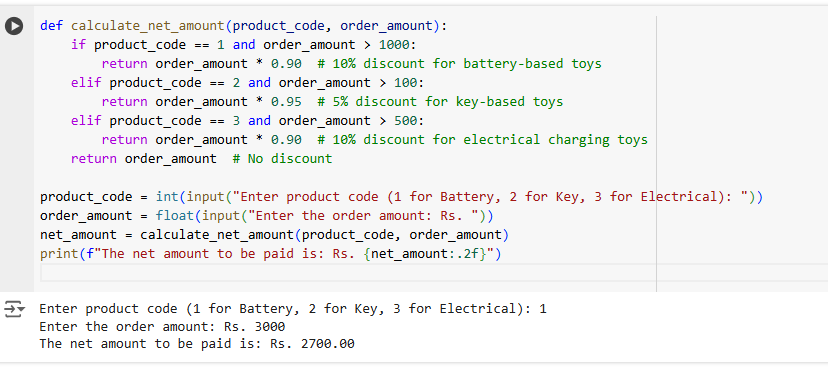 def calculate_net_amount(product_code, order_amount):
    if product_code == 1 and order_amount > 1000:
        return order_amount * 0.90  # 10% discount for battery-based toys
    elif product_code == 2 and order_amount > 100:
        return order_amount * 0.95  # 5% discount for key-based toys
    elif product_code == 3 and order_amount > 500:
        return order_amount * 0.90  # 10% discount for electrical charging toys
    return order_amount  # No discount

product_code = int(input("Enter product code (1 for Battery, 2 for Key, 3 for Electrical): "))
order_amount = float(input("Enter the order amount: Rs. "))
net_amount = calculate_net_amount(product_code, order_amount)
print(f"The net amount to be paid is: Rs. {net_amount:.2f}")

Enter product code (1 for Battery, 2 for Key, 3 for Electrical): 1
Enter the order amount: Rs. 3000
The net amount to be paid is: Rs. 2700.00